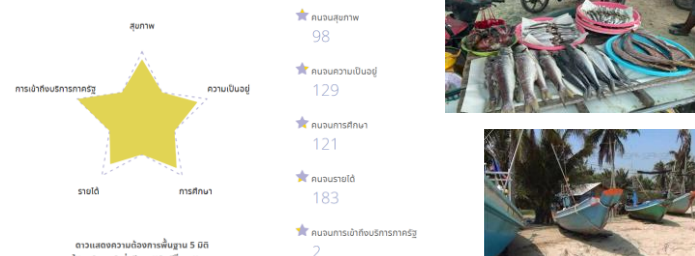 สุขภาพ
การเข้าถึงบริการภาครัฐ
ความเป็นอยู่
รายได้
การศึกษา
ดาวแสดงความต้องการพื้นฐาน 5 มิติ
คนจนสุขภาพ
98
คนจนความเป็นอยู่
129
คนจนการศึกษา
121
คนจนรายได้
183
คนจนการเข้าถึงบริการภาครัฐ
2